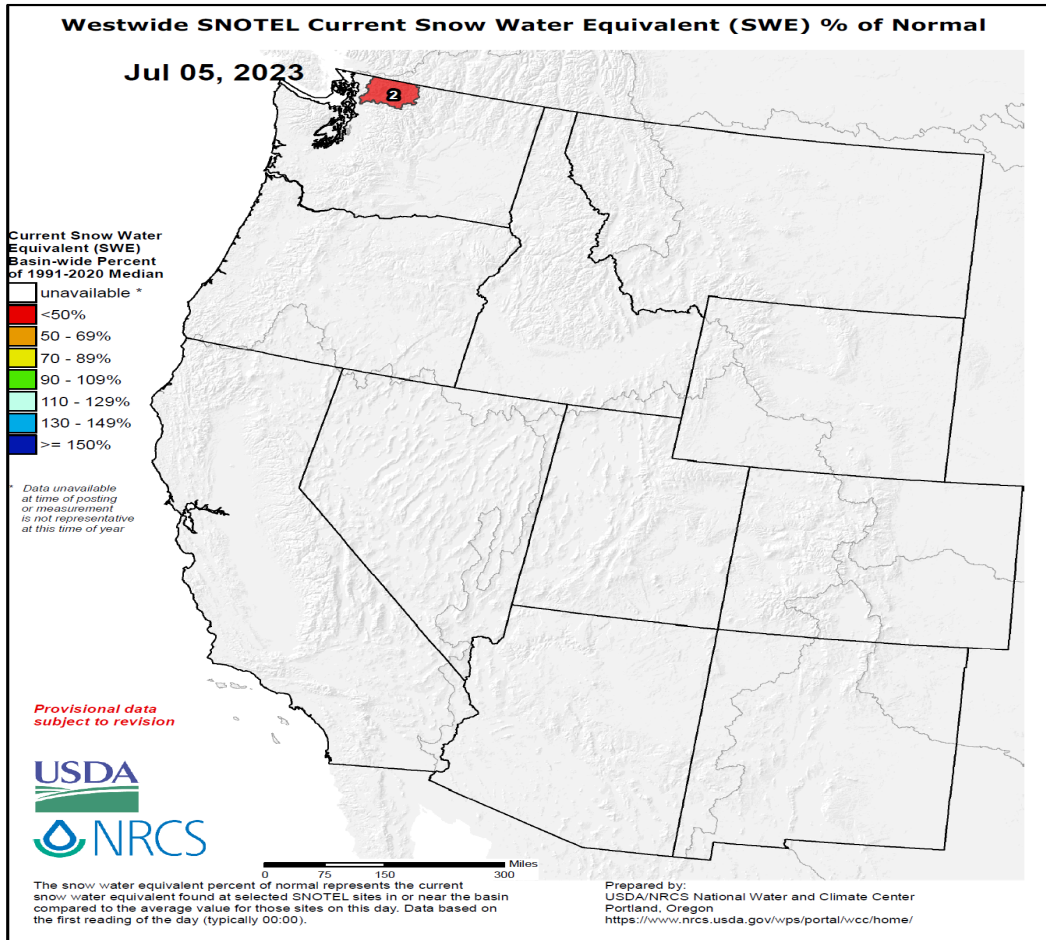 Westwide SNOTEL Current Snow Water Equivalent (SWE) % of Normal
Jul 05, 2023
2
Current Snow Water
Equivalent (SWE)
Basin-wide Percent
of 1991-2020 Median
unavailable *
<50%
50 - 69%
70 - 89%
90 - 109%
110 - 129%
130 - 149%
>= 150%
* Data unavailable
at time of posting
or measurement
is not representative
at this time of year
Provisional data
subject to revision
USDA
NRCS
Miles
0 75 150 300
The snow water equivalent percent of normal represents the current
snow water equivalent found at selected SNOTEL sites in or near the basin
compared to the average value for those sites on this day. Data based on
the first reading of the day (typically 00:00).
Prepared by:
USDA/NRCS National Water and Climate Center
Portland, Oregon
https://www.nrcs.usda.gov/wps/portal/wcc/home/